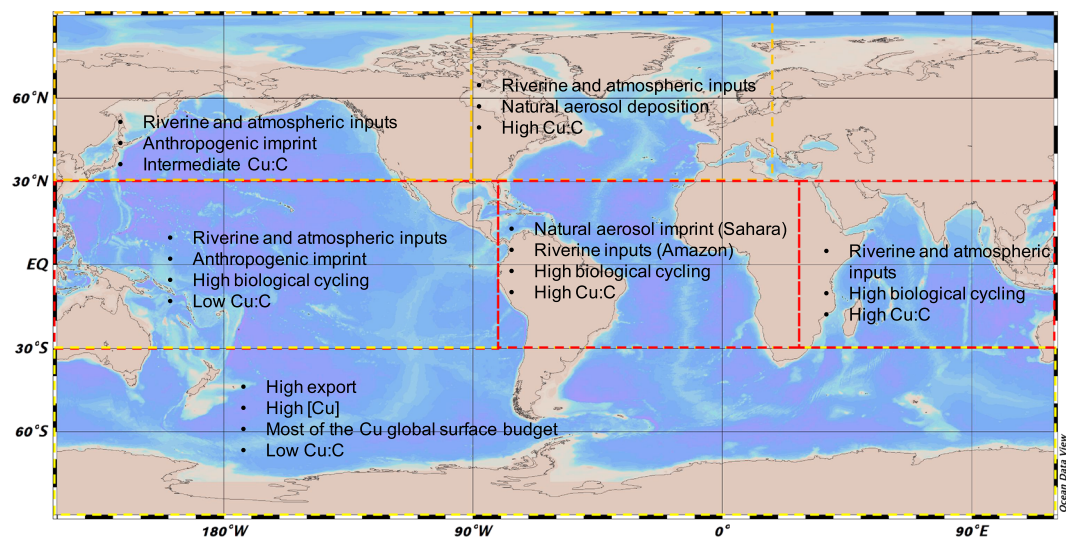 Riverine and atmospheric inputs
Natural aerosol deposition
High Cu:C
Riverine and atmospheric inputs
Anthropogenic imprint
Intermediate Cu:C
Riverine and atmospheric inputs
Anthropogenic imprint
High biological cycling
Low Cu:C
Natural aerosol imprint (Sahara)
Riverine inputs (Amazon)
High biological cycling
High Cu:C
Riverine and atmospheric
inputs
High biological cycling
High Cu:C
High export
High [Cu]
Most of the Cu global surface budget
Low Cu:C
60°N
30°N
EQ
30°S
60°S
180°W
90°W
0°
90°E
Ocean Data View